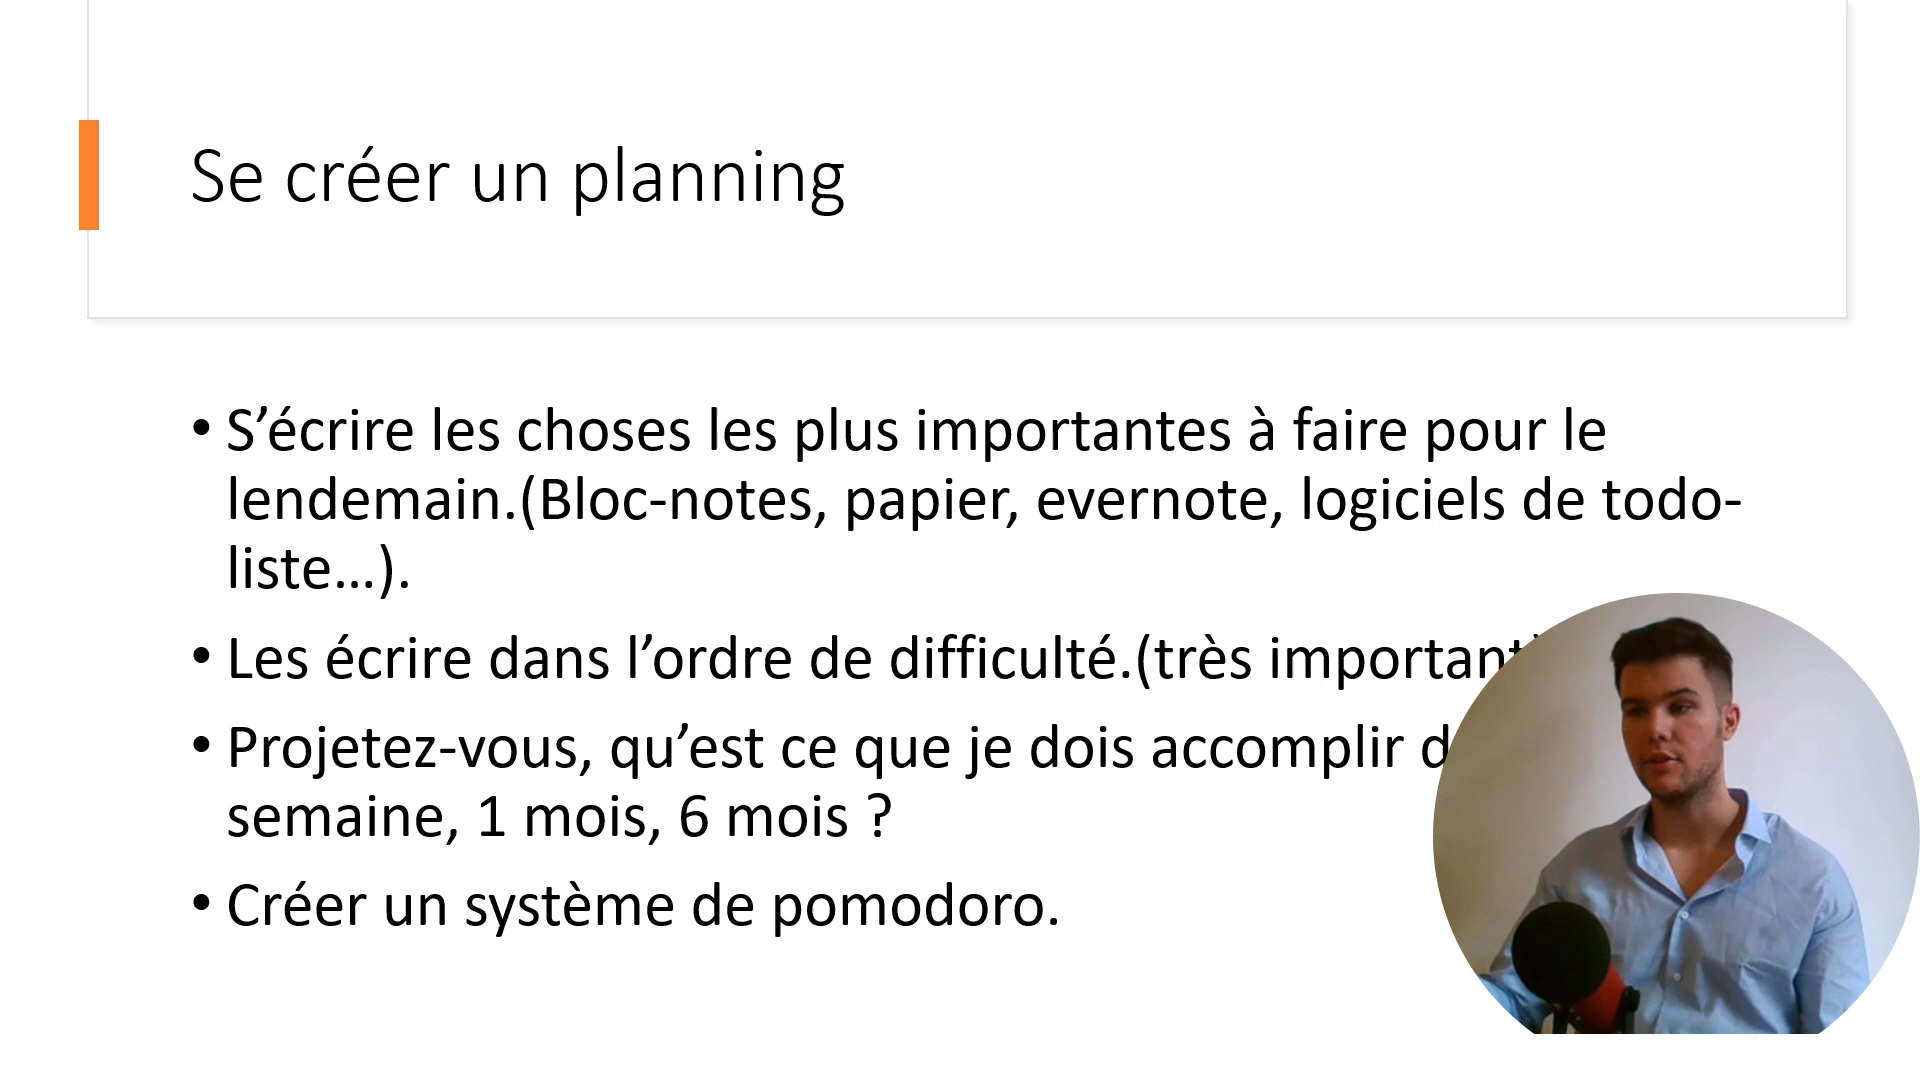 Se créer un planning
• S’écrire les choses les plus importantes à faire pour le
lendemain.(Bloc-notes, papier, evernote, logiciels de todo-
liste…).
• Les écrire dans l’ordre de difficulté.(très important
• Projetez-vous, qu’est ce que je dois accomplir
semaine, 1 mois, 6 mois ?
• Créer un système de pomodoro.